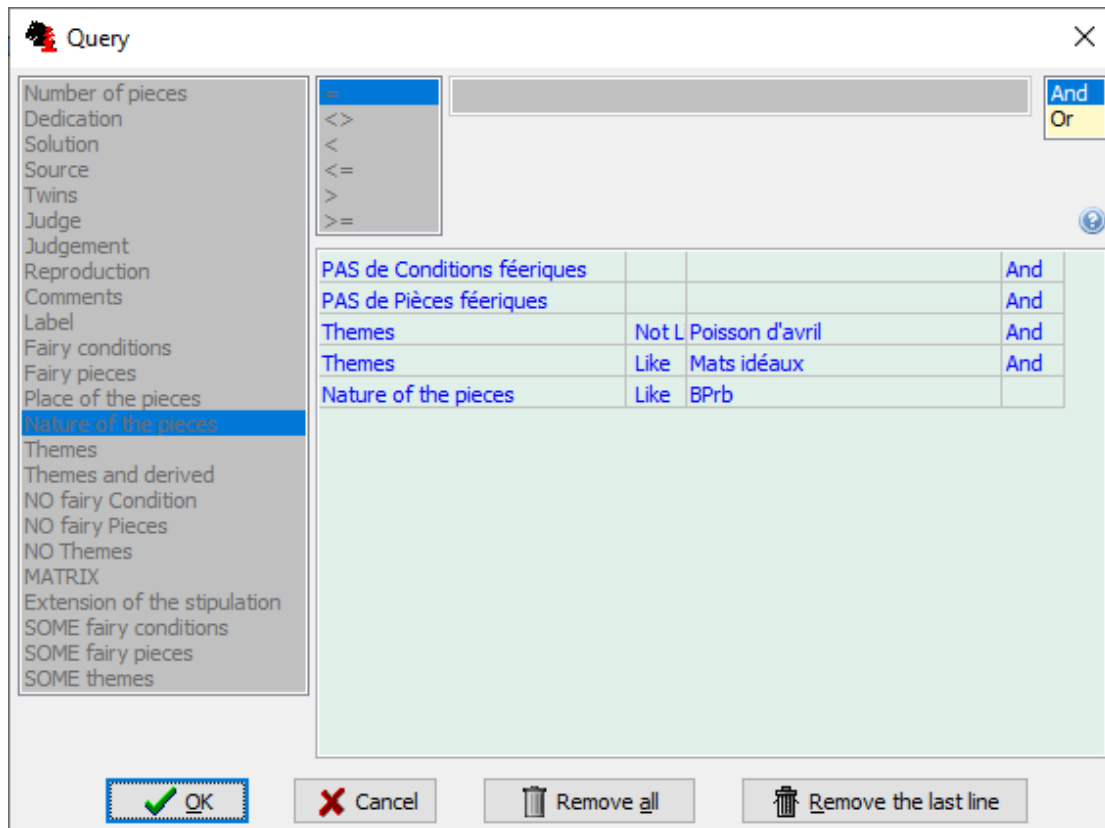 Query
Number of pieces
Dedication
Solution
Source
Twins
Judge
Judgement
Reproduction
Comments
Label
Fairy conditions
Fairy pieces
Place of the pieces
Nature of the pieces
Themes
Themes and derived
NO fairy Condition
NO fairy Pieces
NO Themes
MATRIX
Extension of the stipulation
SOME fairy conditions
SOME fairy pieces
SOME themes
=
<>
<
<=
>
>=
And
Or
?
PAS de Conditions féeriques And
PAS de Pièces féeriques And
Themes Not L Poisson d'avril And
Themes Like Mats idéaux And
Nature of the pieces Like BPrb
OK Cancel Remove all Remove the last line